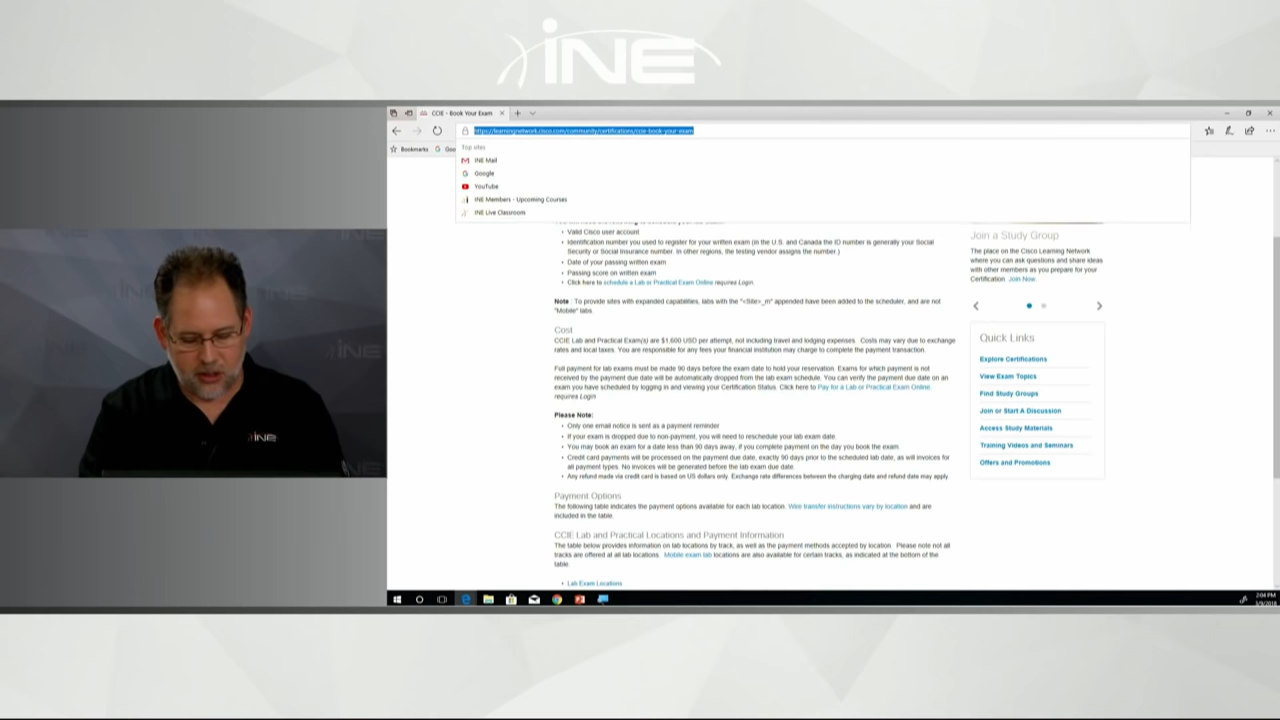 iNE
CCIE - Book Your Exam
https://learningnetwork.cisco.com/community/certifications/ccie-book-your-exam
Bookmarks
Goo
Top sites
INE Mail
Google
YouTube
INE Members - Upcoming Courses
INE Live Classroom
• Valid Cisco user account
• Identification number you used to register for your written exam (in the U.S. and Canada the ID number is generally your Social
Security or Social Insurance number. In other regions, the testing vendor assigns the number.)
• Date of your passing written exam
• Passing score on written exam
• Click here to schedule a Lab or Practical Exam Online requires Login.
Note : To provide sites with expanded capabilities, labs with the "<Site>_m" appended have been added to the scheduler, and are not
"Mobile" labs.
Cost
CCIE Lab and Practical Exam(s) are $1,600 USD per attempt, not including travel and lodging expenses. Costs may vary due to exchange
rates and local taxes. You are responsible for any fees your financial institution may charge to complete the payment transaction.
Full payment for lab exams must be made 90 days before the exam date to hold your reservation. Exams for which payment is not
received by the payment due date will be automatically dropped from the lab exam schedule. You can verify the payment due date on an
exam you have scheduled by logging in and viewing your Certification Status. Click here to Pay for a Lab or Practical Exam Online
requires Login
Please Note:
• Only one email notice is sent as a payment reminder
• If your exam is dropped due to non-payment, you will need to reschedule your lab exam date.
• You may book an exam for a date less than 90 days away, if you complete payment on the day you book the exam.
• Credit card payments will be processed on the payment due date, exactly 90 days prior to the scheduled lab date, as will invoices for
all payment types. No invoices will be generated before the lab exam due date.
• Any refund made via credit card is based on US dollars only. Exchange rate differences between the charging date and refund date may apply.
Payment Options
The following table indicates the payment options available for each lab location. Wire transfer instructions vary by location and are
included in the table.
CCIE Lab and Practical Locations and Payment Information
The table below provides information on lab locations by track, as well as the payment methods accepted by location. Please note not all
tracks are offered at all lab locations. Mobile exam lab locations are also available for certain tracks, as indicated at the bottom of the
table.
• Lab Exam Locations
Join a Study Group
The place on the Cisco Learning Network
where you can ask questions and share ideas
with other members as you prepare for your
Certification. Join Now.
Quick Links
Explore Certifications
View Exam Topics
Find Study Groups
Join or Start A Discussion
Access Study Materials
Training Videos and Seminars
Offers and Promotions
iNE
iNE
iNE
2:04 PM